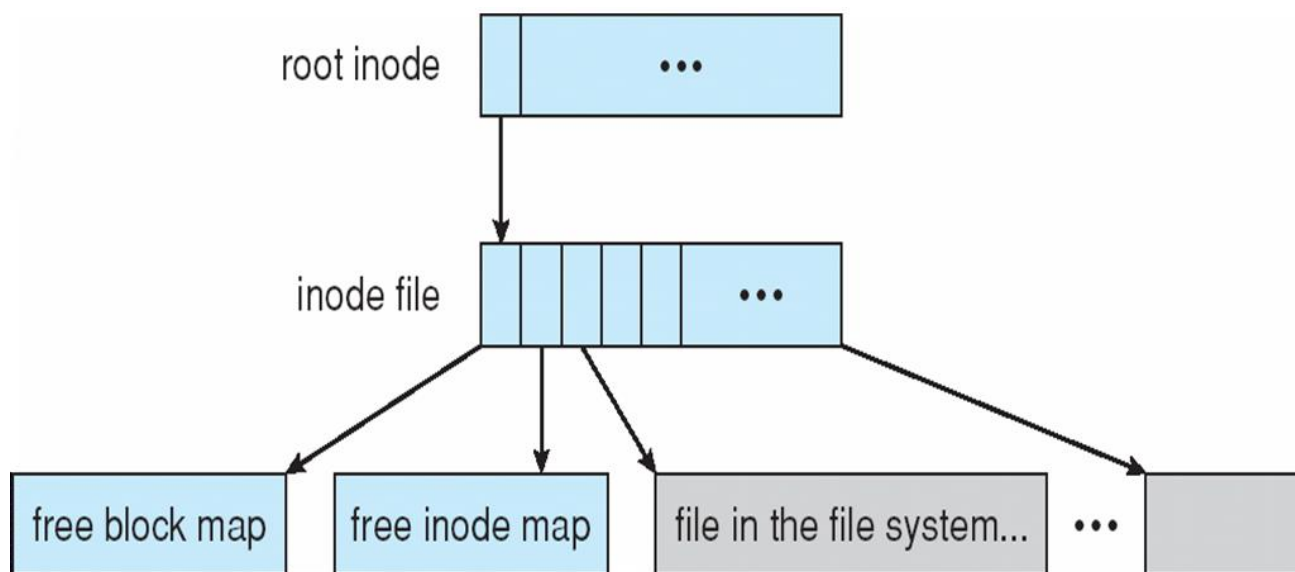 root inode
•••
inode file
•••
free block map
free inode map
file in the file system...
•••